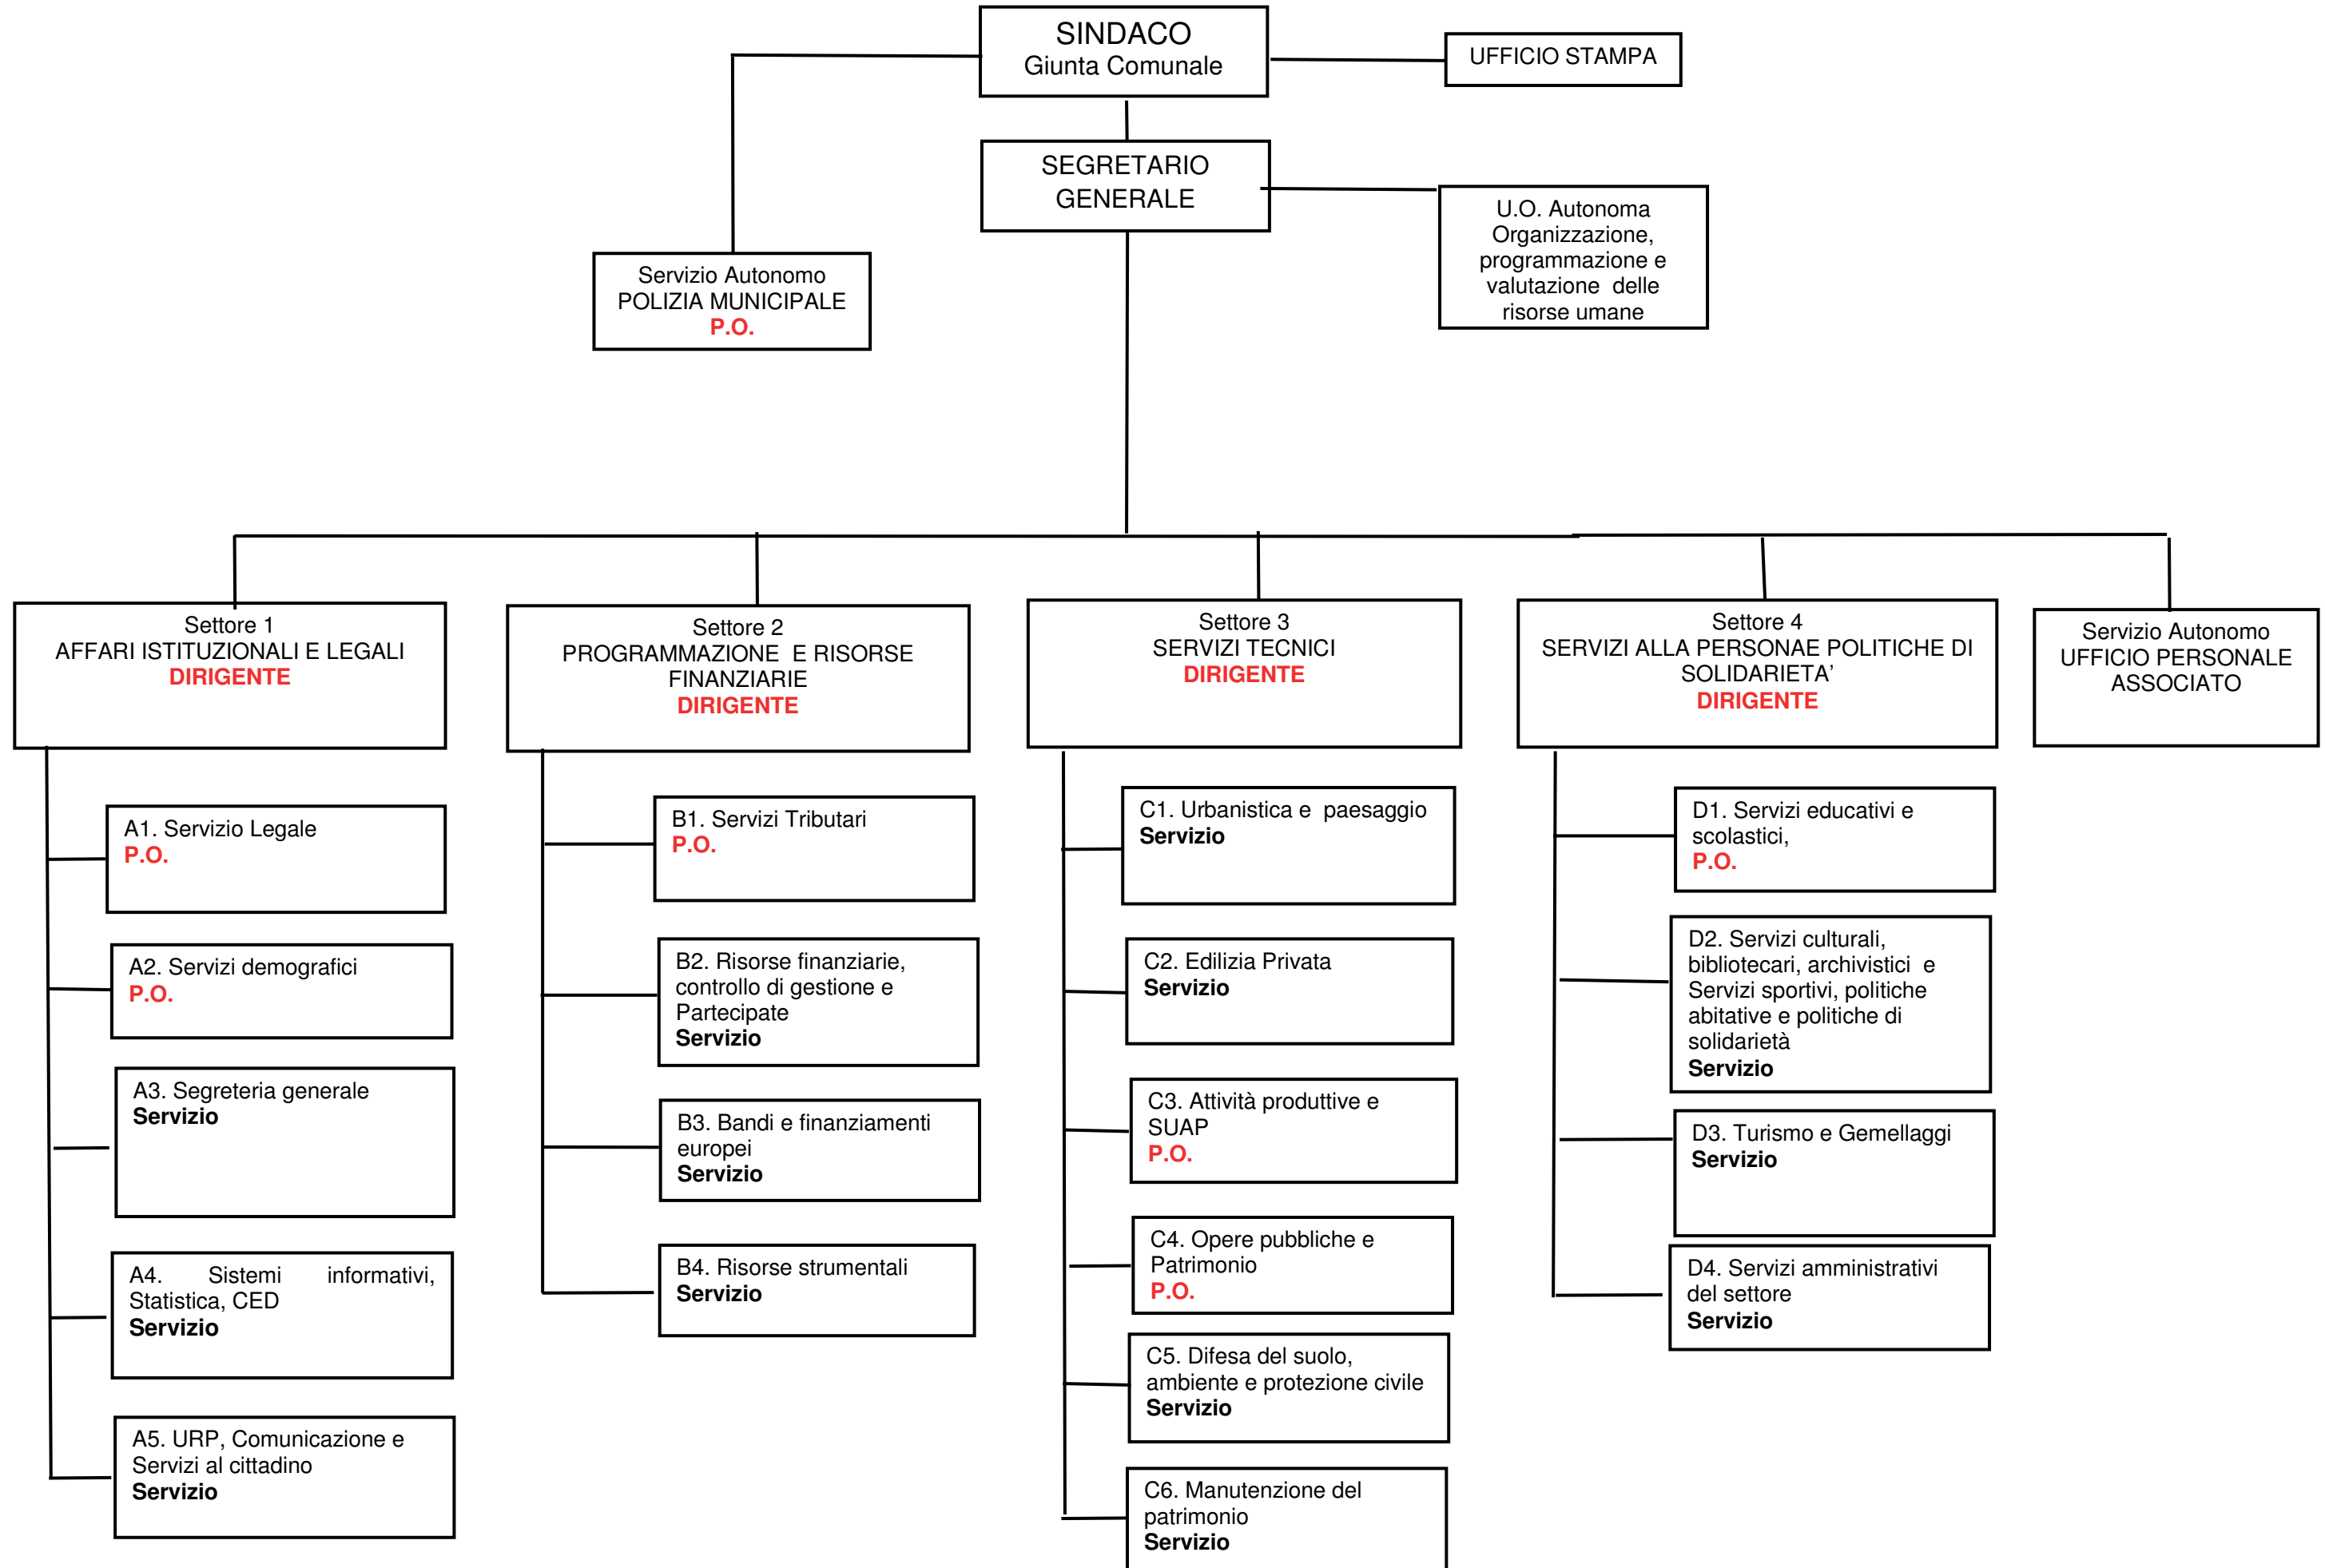 SINDACO
Giunta Comunale
UFFICIO STAMPA
SEGRETARIO
GENERALE
U.O. Autonoma
Organizzazione,
programmazione e
valutazione delle
risorse umane
Servizio Autonomo
POLIZIA MUNICIPALE
P.O.
Settore 1
AFFARI ISTITUZIONALI E LEGALI
DIRIGENTE
Settore 2
PROGRAMMAZIONE E RISORSE
FINANZIARIE
DIRIGENTE
Settore 3
SERVIZI TECNICI
DIRIGENTE
Settore 4
SERVIZI ALLA PERSONAE POLITICHE DI
SOLIDARIETA’
DIRIGENTE
Servizio Autonomo
UFFICIO PERSONALE
ASSOCIATO
A1. Servizio Legale
P.O.
A2. Servizi demografici
P.O.
A3. Segreteria generale
Servizio
A4. Sistemi informativi,
Statistica, CED
Servizio
A5. URP, Comunicazione e
Servizi al cittadino
Servizio
B1. Servizi Tributari
P.O.
B2. Risorse finanziarie,
controllo di gestione e
Partecipate
Servizio
B3. Bandi e finanziamenti
europei
Servizio
B4. Risorse strumentali
Servizio
C1. Urbanistica e paesaggio
Servizio
C2. Edilizia Privata
Servizio
C3. Attività produttive e
SUAP
P.O.
C4. Opere pubbliche e
Patrimonio
P.O.
C5. Difesa del suolo,
ambiente e protezione civile
Servizio
C6. Manutenzione del
patrimonio
Servizio
D1. Servizi educativi e
scolastici,
P.O.
D2. Servizi culturali,
bibliotecari, archivistici e
Servizi sportivi, politiche
abitative e politiche di
solidarietà
Servizio
D3. Turismo e Gemellaggi
Servizio
D4. Servizi amministrativi
del settore
Servizio